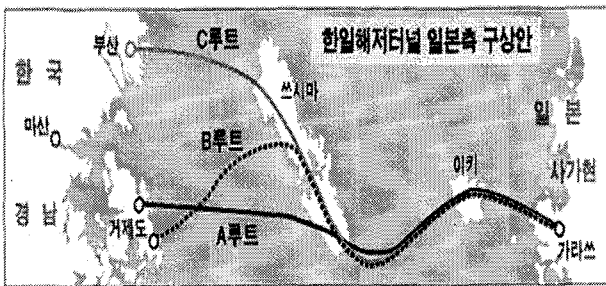 한일해저터널 일본측 구상안
부산
C루트
한국
쓰시마
마산
B루트
일본
이키
사기현
경남
거제도
A루트
가라쓰